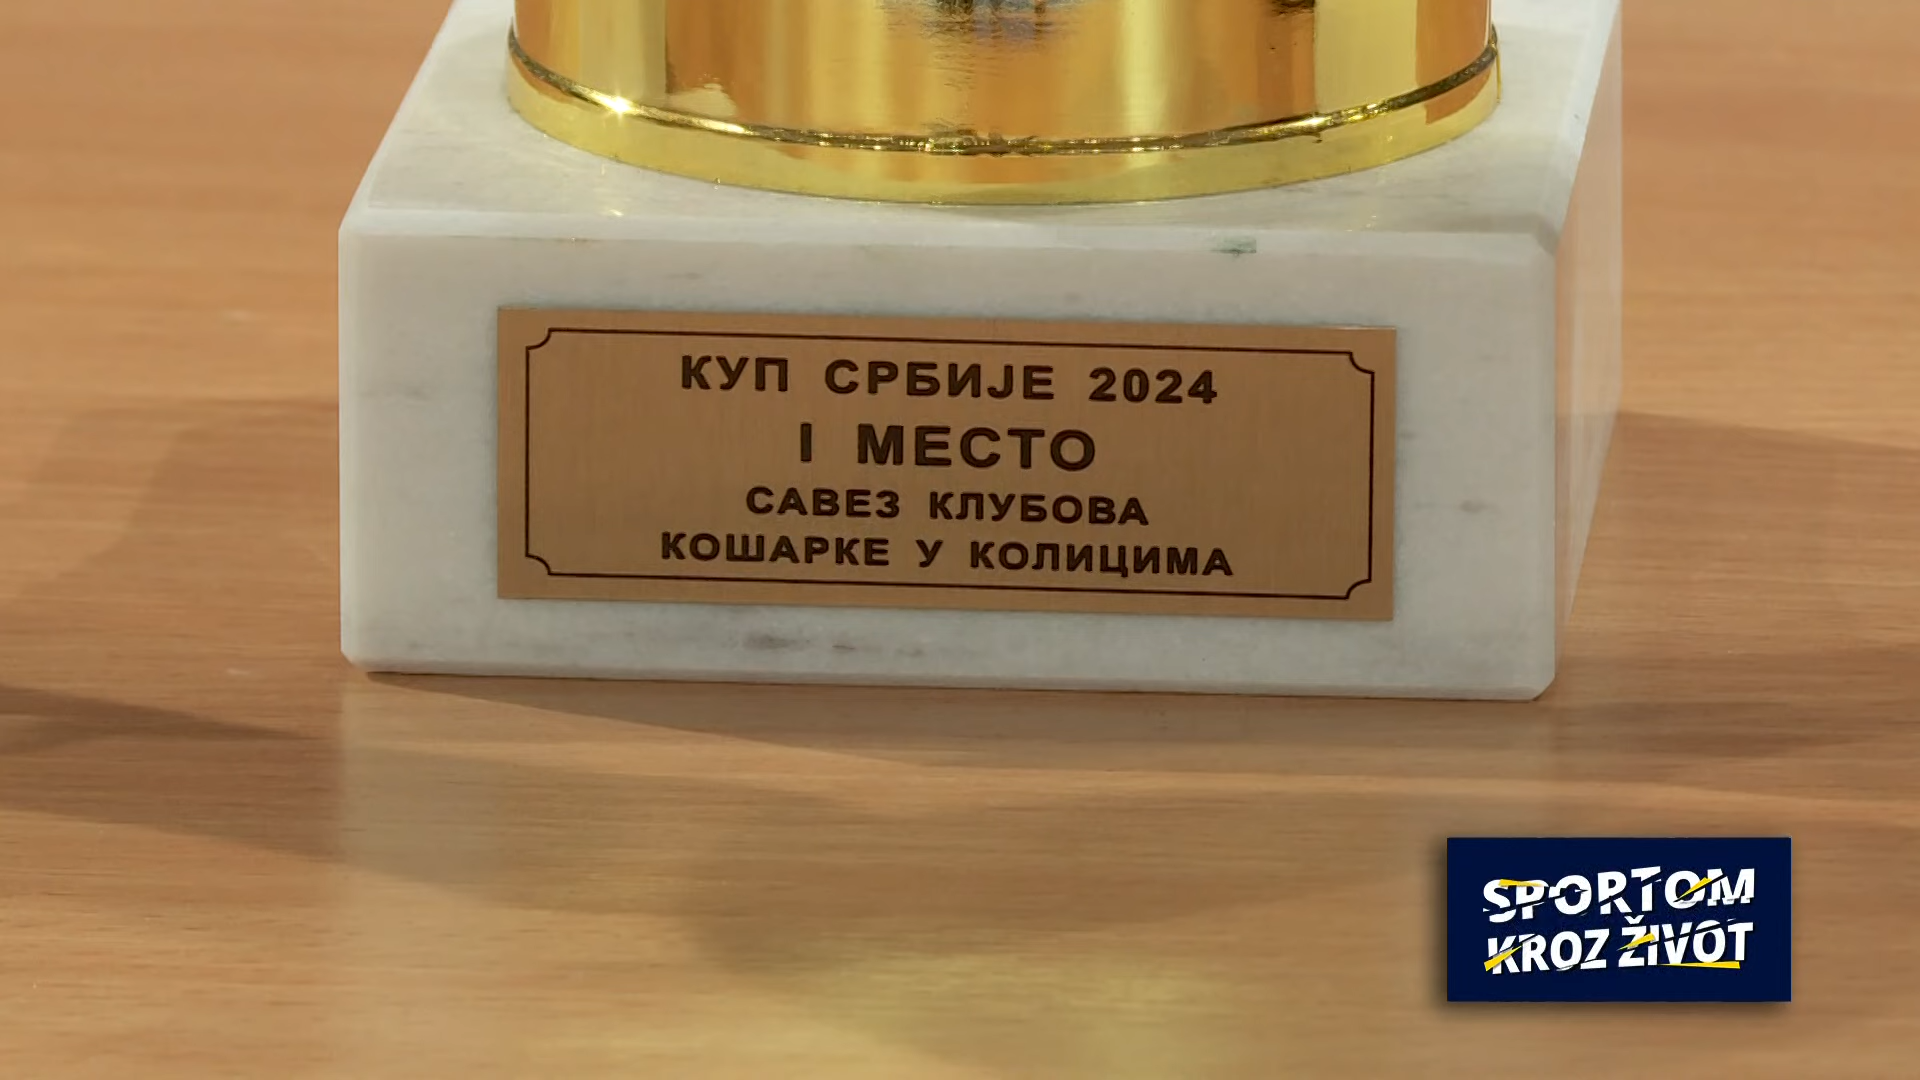 КУП СРБИЈЕ 2024
I МЕСТО
САВЕЗ КЛУБОВА
КОШАРКЕ У КОЛИЦИМА
SPORTOM
KROZ ŽIVOT